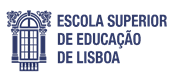 ESCOLA SUPERIOR
DE EDUCAÇÃO
DE LISBOA